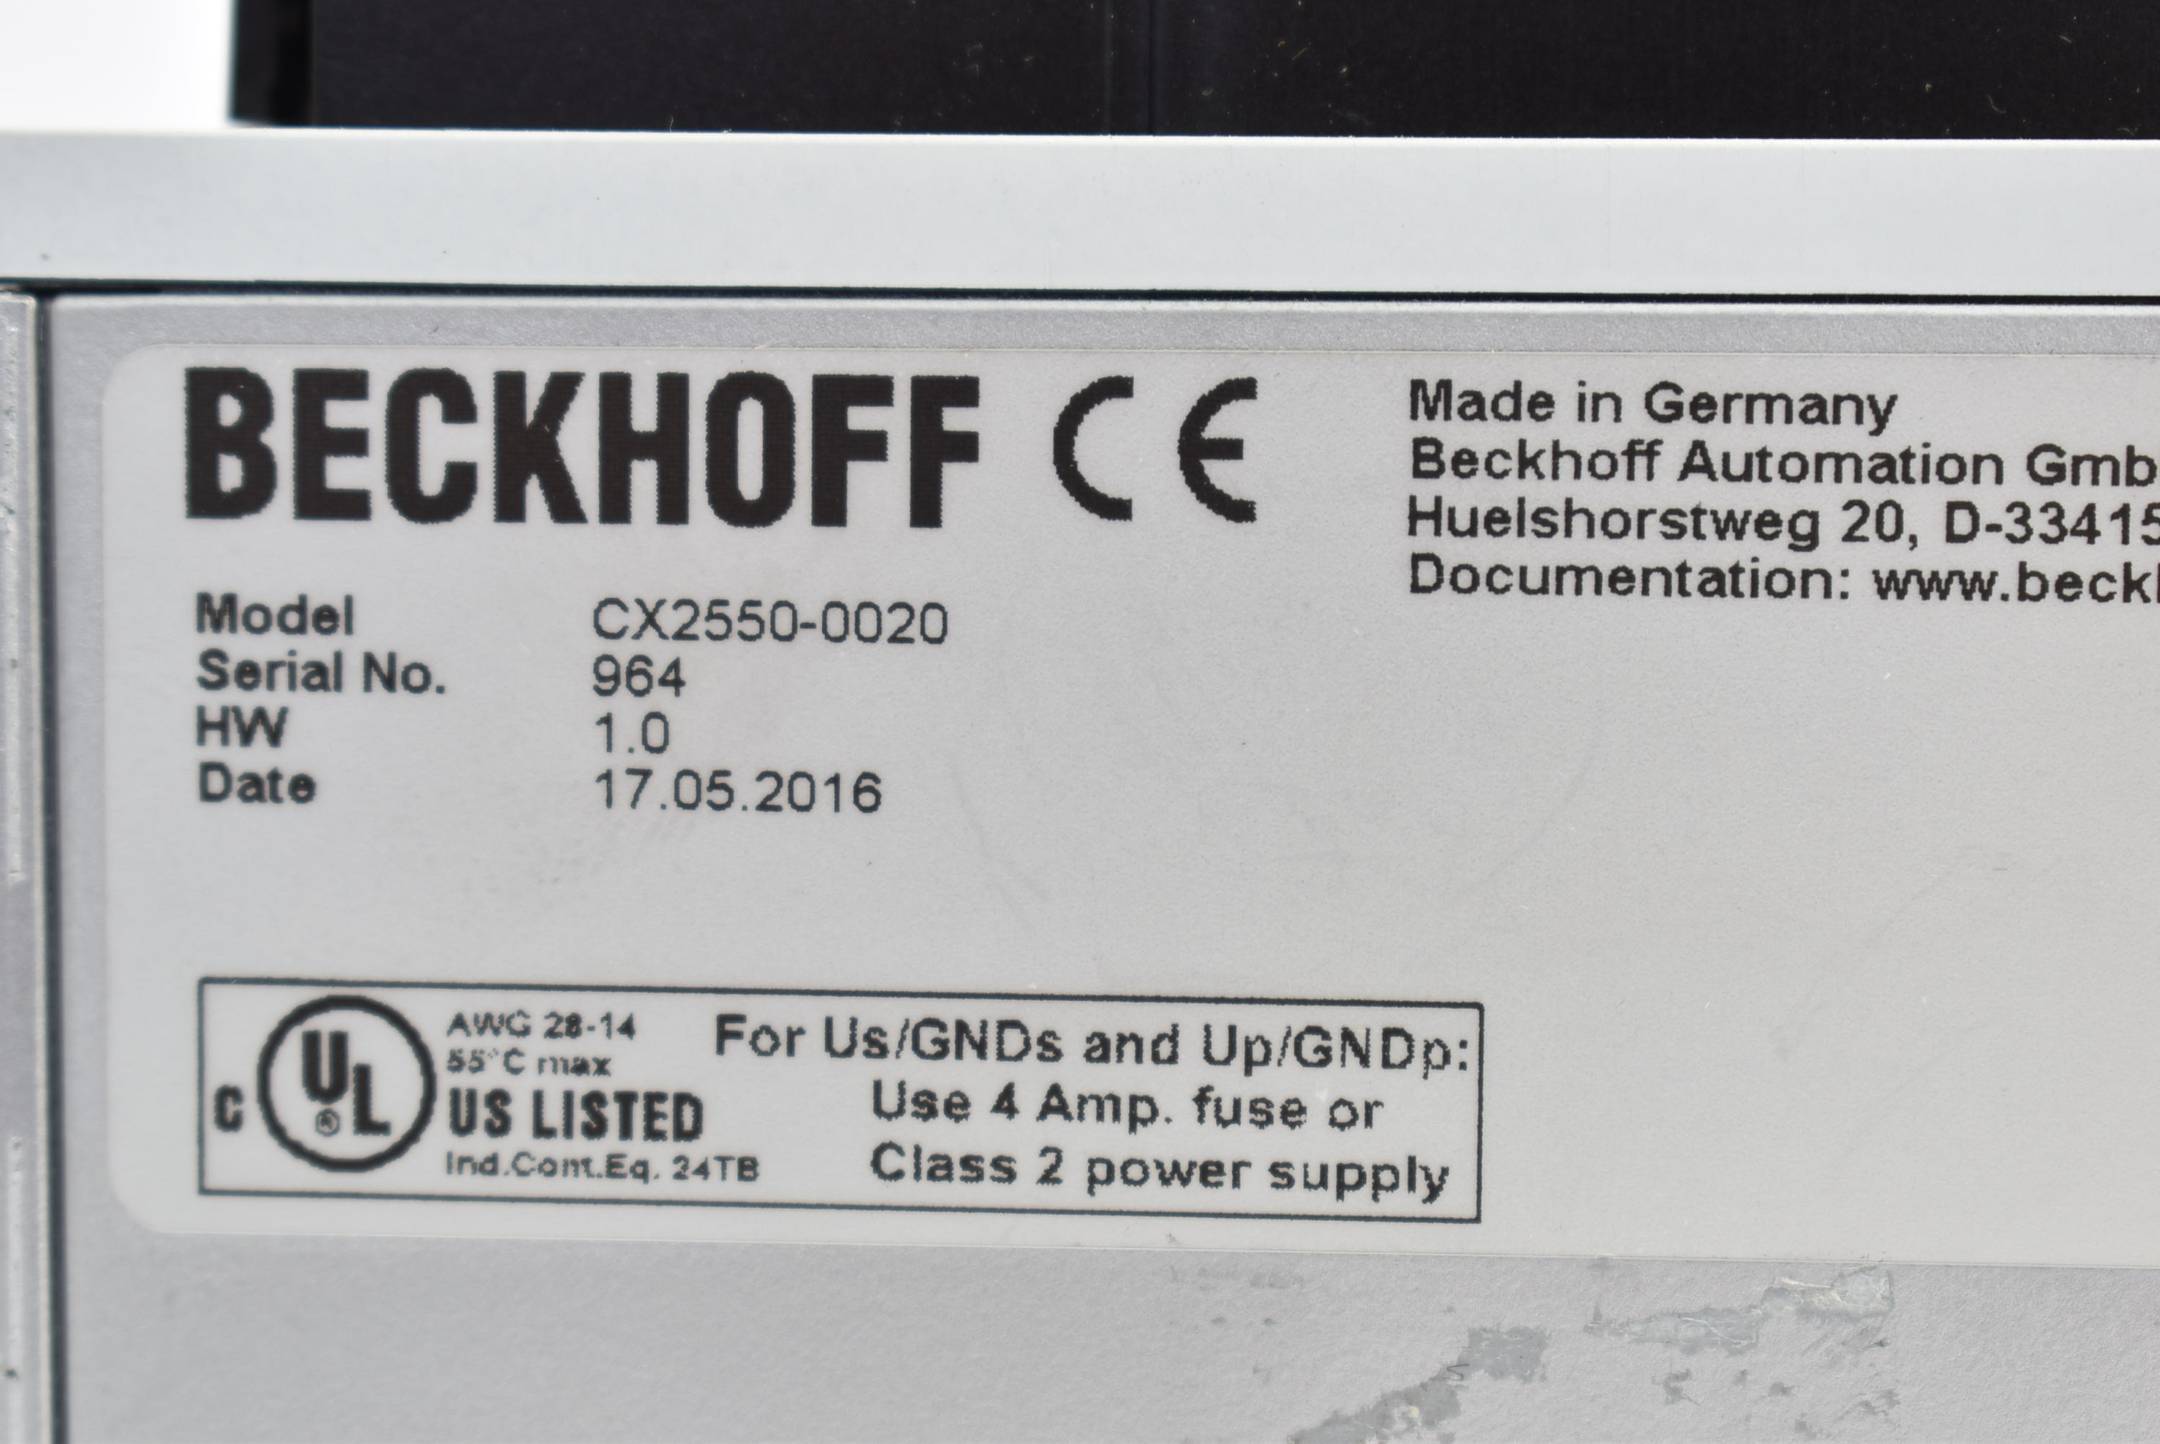 BECKHOFF CE
Made in Germany
Beckhoff Automation Gmb
Huelshorstweg 20, D-33415
Documentation: www.beckh
Model CX2550-0020
Serial No. 964
HW 1.0
Date 17.05.2016
C UL ® US LISTED
AWG 28-14
55°C max
Ind.Cont.Eq. 24TB
For Us/GNDs and Up/GNDp:
Use 4 Amp. fuse or
Class 2 power supply